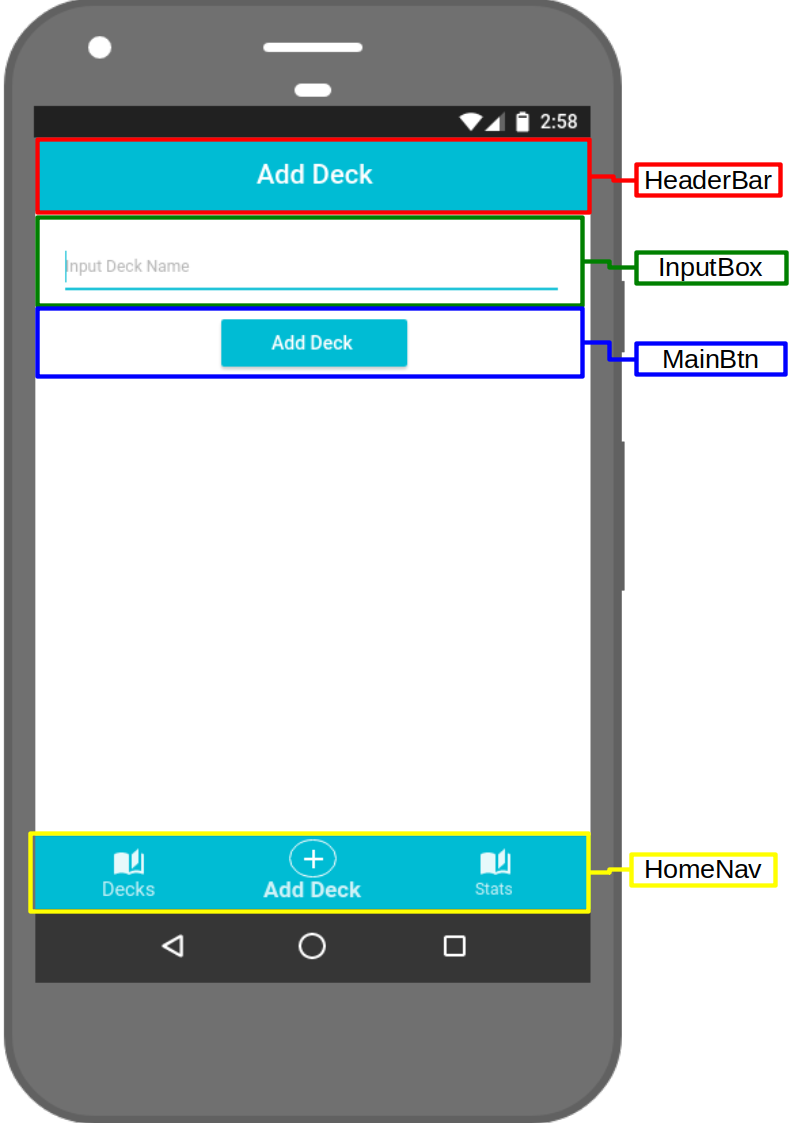 2:58
Add Deck
HeaderBar
Input Deck Name
InputBox
Add Deck
MainBtn
Decks
Add Deck
Stats
HomeNav